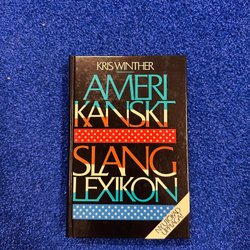 KRIS WINTHER
AMERI
KANSKT
SLANG
LEXIKON